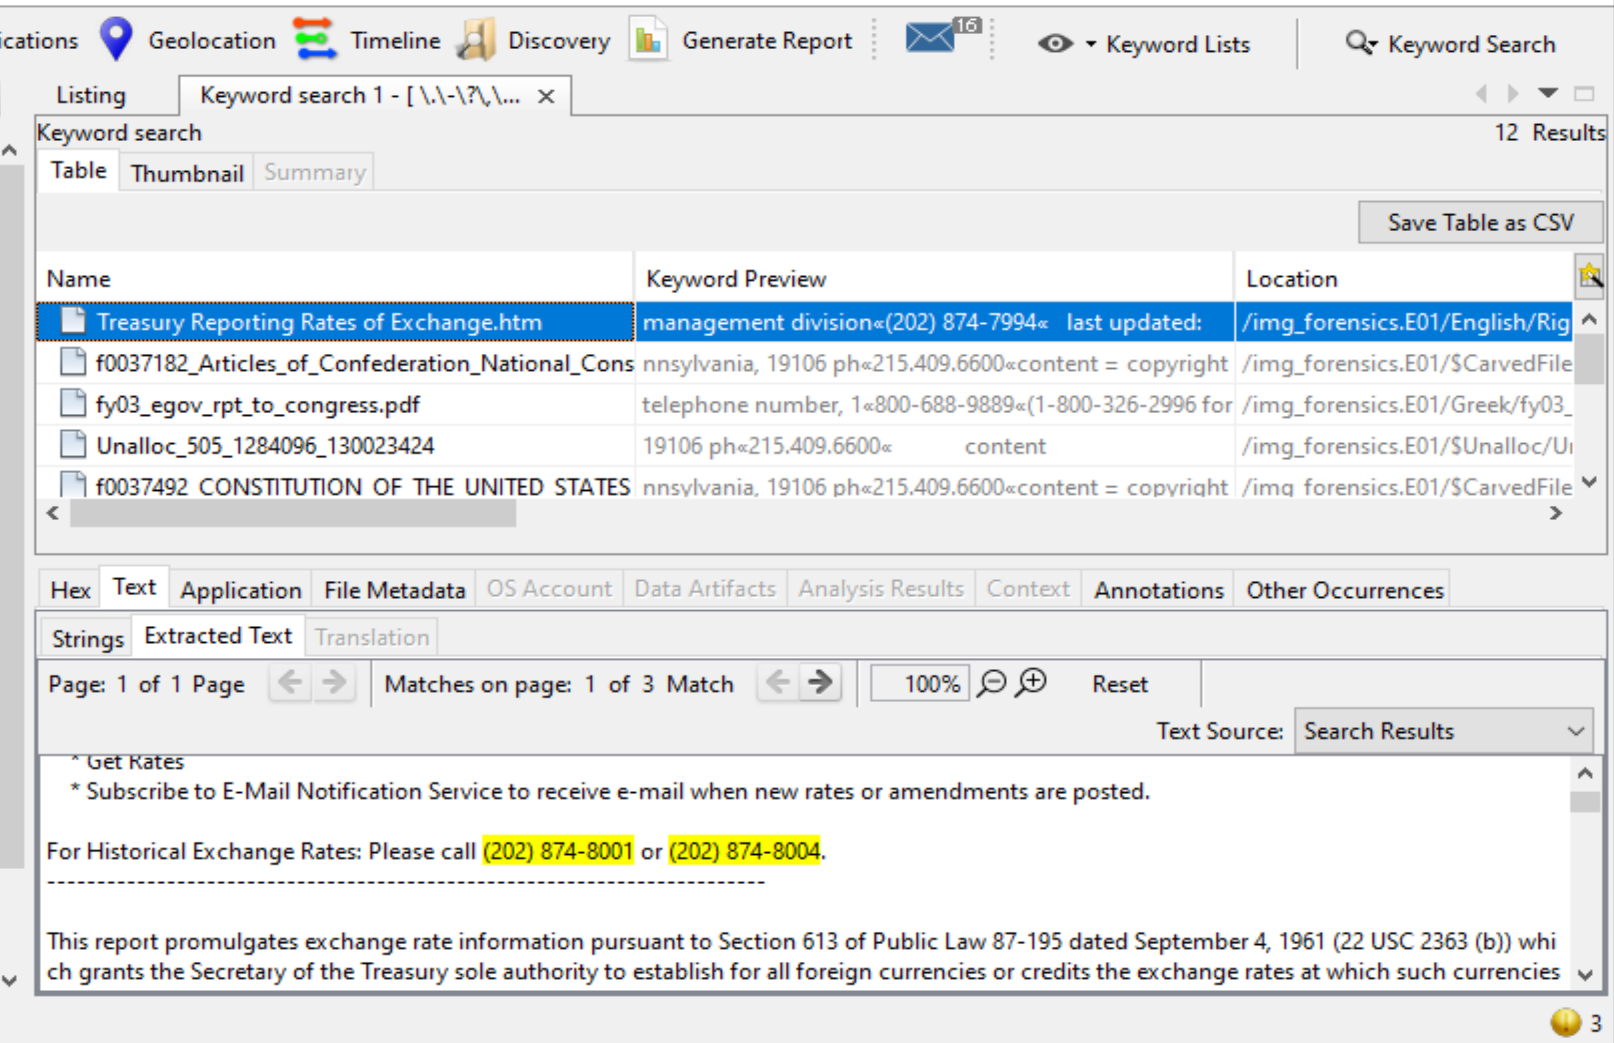 Geolocation Timeline Discovery Generate Report 16 Keyword Lists Keyword Search
Listing Keyword search 1 - [ \.\-\?\,\... ×
Keyword search 12 Results
Table Thumbnail Summary
Save Table as CSV
Name Keyword Preview Location
Treasury Reporting Rates of Exchange.htm management division«(202) 874-7994« last updated: /img_forensics.E01/English/Rig
f0037182_Articles_of_Confederation_National_Cons nnsylvania, 19106 ph«215.409.6600«content = copyright /img_forensics.E01/$CarvedFile
fy03_egov_rpt_to_congress.pdf telephone number, 1«800-688-9889«(1-800-326-2996 for /img_forensics.E01/Greek/fy03_
Unalloc_505_1284096_130023424 19106 ph«215.409.6600« content /img_forensics.E01/$Unalloc/U
f0037492_CONSTITUTION_OF_THE_UNITED_STATES nnsylvania, 19106 ph«215.409.6600«content = copyright /img_forensics.E01/$CarvedFile
Hex Text Application File Metadata OS Account Data Artifacts Analysis Results Context Annotations Other Occurrences
Strings Extracted Text Translation
Page: 1 of 1 Page Matches on page: 1 of 3 Match 100% Reset
Text Source: Search Results
* Get Rates
* Subscribe to E-Mail Notification Service to receive e-mail when new rates or amendments are posted.
For Historical Exchange Rates: Please call (202) 874-8001 or (202) 874-8004.
------------------------------------------------------------------------
This report promulgates exchange rate information pursuant to Section 613 of Public Law 87-195 dated September 4, 1961 (22 USC 2363 (b)) whi
ch grants the Secretary of the Treasury sole authority to establish for all foreign currencies or credits the exchange rates at which such currencies
3